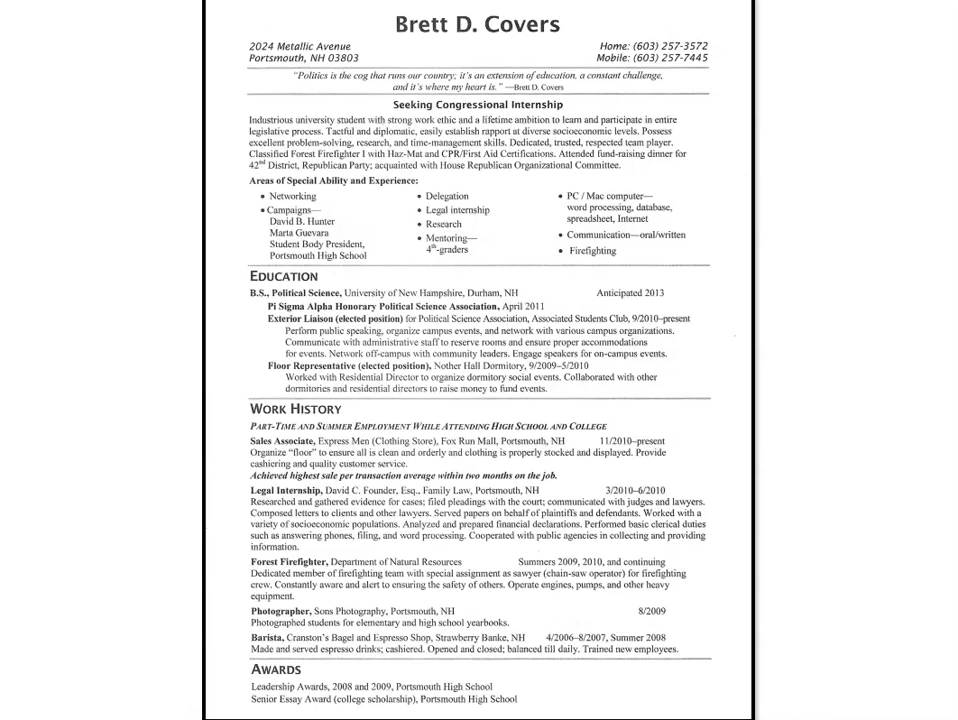 Brett D. Covers
2024 Metallic Avenue Home: (603) 257-3572
Portsmouth, NH 03803 Mobile: (603) 257-7445
"Politics is the cog that runs our country; it's an extension of education, a constant challenge,
and it's where my heart is." —Brett D. Covers
Seeking Congressional Internship
Industrious university student with strong work ethic and a lifetime ambition to learn and participate in entire
legislative process. Tactful and diplomatic, easily establish rapport at diverse socioeconomic levels. Possess
excellent problem-solving, research, and time-management skills. Dedicated, trusted, respected team player.
Classified Forest Firefighter I with Haz-Mat and CPR/First Aid Certifications. Attended fund-raising dinner for
42nd District, Republican Party; acquainted with House Republican Organizational Committee.
Areas of Special Ability and Experience:
• Networking
• Campaigns—
David B. Hunter
Marta Guevara
Student Body President,
Portsmouth High School
• Delegation
• Legal internship
• Research
• Mentoring—
4th-graders
• PC / Mac computer—
word processing, database,
spreadsheet, Internet
• Communication—oral/written
• Firefighting
EDUCATION
B.S., Political Science, University of New Hampshire, Durham, NH Anticipated 2013
Pi Sigma Alpha Honorary Political Science Association, April 2011
Exterior Liaison (elected position) for Political Science Association, Associated Students Club, 9/2010–present
Perform public speaking, organize campus events, and network with various campus organizations.
Communicate with administrative staff to reserve rooms and ensure proper accommodations
for events. Network off-campus with community leaders. Engage speakers for on-campus events.
Floor Representative (elected position), Nother Hall Dormitory, 9/2009–5/2010
Worked with Residential Director to organize dormitory social events. Collaborated with other
dormitories and residential directors to raise money to fund events.
WORK HISTORY
PART-TIME AND SUMMER EMPLOYMENT WHILE ATTENDING HIGH SCHOOL AND COLLEGE
Sales Associate, Express Men (Clothing Store), Fox Run Mall, Portsmouth, NH 11/2010–present
Organize "floor" to ensure all is clean and orderly and clothing is properly stocked and displayed. Provide
cashiering and quality customer service.
Achieved highest sale per transaction average within two months on the job.
Legal Internship, David C. Founder, Esq., Family Law, Portsmouth, NH 3/2010–6/2010
Researched and gathered evidence for cases; filed pleadings with the court; communicated with judges and lawyers.
Composed letters to clients and other lawyers. Served papers on behalf of plaintiffs and defendants. Worked with a
variety of socioeconomic populations. Analyzed and prepared financial declarations. Performed basic clerical duties
such as answering phones, filing, and word processing. Cooperated with public agencies in collecting and providing
information.
Forest Firefighter, Department of Natural Resources Summers 2009, 2010, and continuing
Dedicated member of firefighting team with special assignment as sawyer (chain-saw operator) for firefighting
crew. Constantly aware and alert to ensuring the safety of others. Operate engines, pumps, and other heavy
equipment.
Photographer, Sons Photography, Portsmouth, NH 8/2009
Photographed students for elementary and high school yearbooks.
Barista, Cranston's Bagel and Espresso Shop, Strawberry Banke, NH 4/2006–8/2007, Summer 2008
Made and served espresso drinks; cashiered. Opened and closed; balanced till daily. Trained new employees.
AWARDS
Leadership Awards, 2008 and 2009, Portsmouth High School
Senior Essay Award (college scholarship), Portsmouth High School